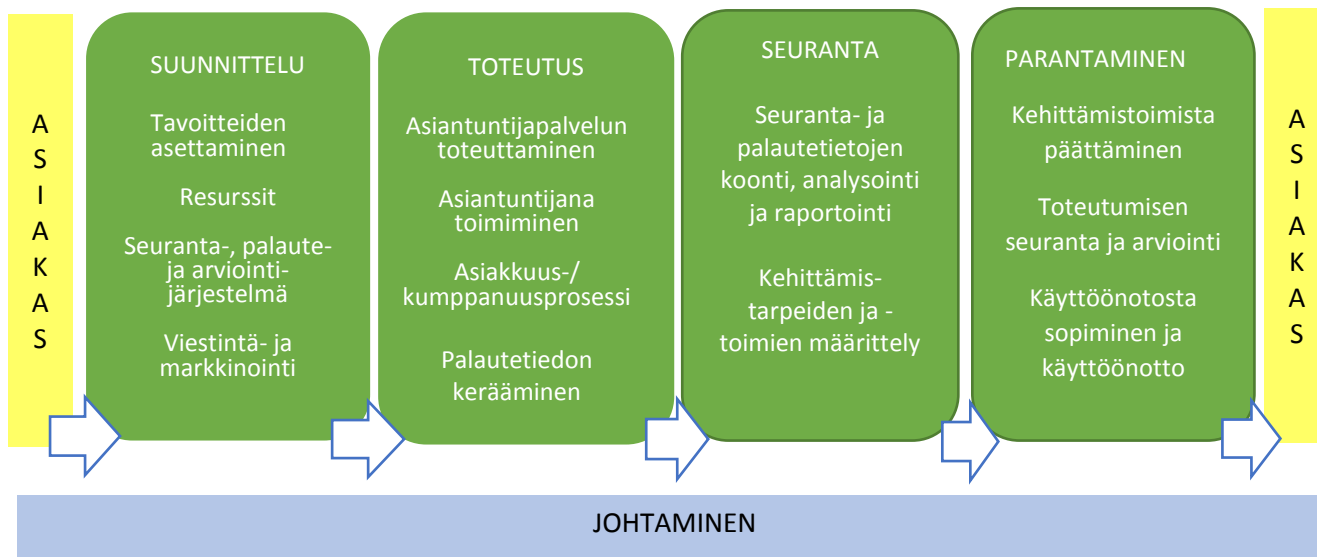 A
S
I
A
K
A
S
SUUNNITTELU
Tavoitteiden
asettaminen
Resurssit
Seuranta-, palaute-
ja arviointi-
järjestelmä
Viestintä- ja
markkinointi
TOTEUTUS
Asiantuntijapalvelun
toteuttaminen
Asiantuntijana
toimiminen
Asiakkuus-/
kumppanuusprosessi
Palautetiedon
kerääminen
SEURANTA
Seuranta- ja
palautetietojen
koonti, analysointi
ja raportointi
Kehittämis-
tarpeiden ja -
toimien määrittely
PARANTAMINEN
Kehittämistoimista
päättäminen
Toteutumisen
seuranta ja arviointi
Käyttöönotosta
sopiminen ja
käyttöönotto
A
S
I
A
K
A
S
JOHTAMINEN